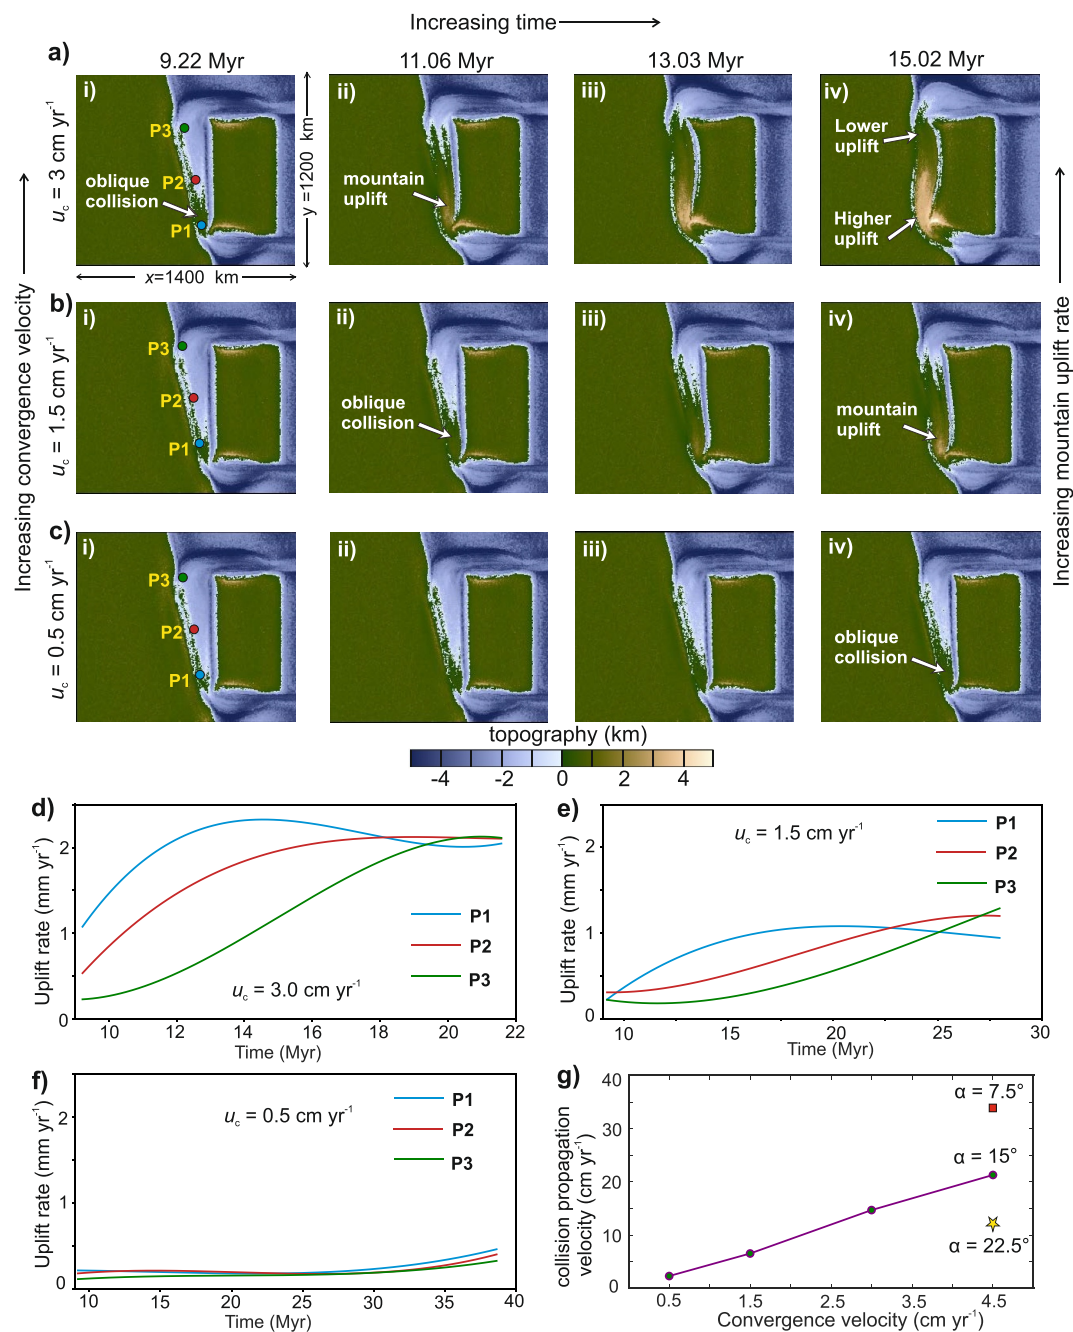 Increasing time
a)
9.22 Myr
11.06 Myr
13.03 Myr
15.02 Myr
i)
ii)
iii)
iv)
u_c = 3 cm yr⁻¹
P3
P2
P1
oblique
collision
y =1200 km
x=1400 km
mountain
uplift
Lower
uplift
Higher
uplift
Increasing convergence velocity
Increasing mountain uplift rate
b)
i)
ii)
iii)
iv)
u_c = 1.5 cm yr⁻¹
P3
P2
P1
oblique
collision
mountain
uplift
c)
i)
ii)
iii)
iv)
u_c = 0.5 cm yr⁻¹
P3
P2
P1
oblique
collision
topography (km)
-4 -2 0 2 4
d)
Uplift rate (mm yr⁻¹)
2
1
0
P1
P2
P3
u_c = 3.0 cm yr⁻¹
10 12 14 16 18 20 22
Time (Myr)
e)
Uplift rate (mm yr⁻¹)
2
1
0
u_c = 1.5 cm yr⁻¹
P1
P2
P3
10 15 20 25 30
Time (Myr)
f)
Uplift rate (mm yr⁻¹)
2
1
0
u_c = 0.5 cm yr⁻¹
P1
P2
P3
10 15 20 25 30 35 40
Time (Myr)
g)
collision propagation
velocity (cm yr⁻¹)
40
30
20
10
0
α = 7.5°
α = 15°
α = 22.5°
0.5 1.5 2.5 3.5 4.5
Convergence velocity (cm yr⁻¹)